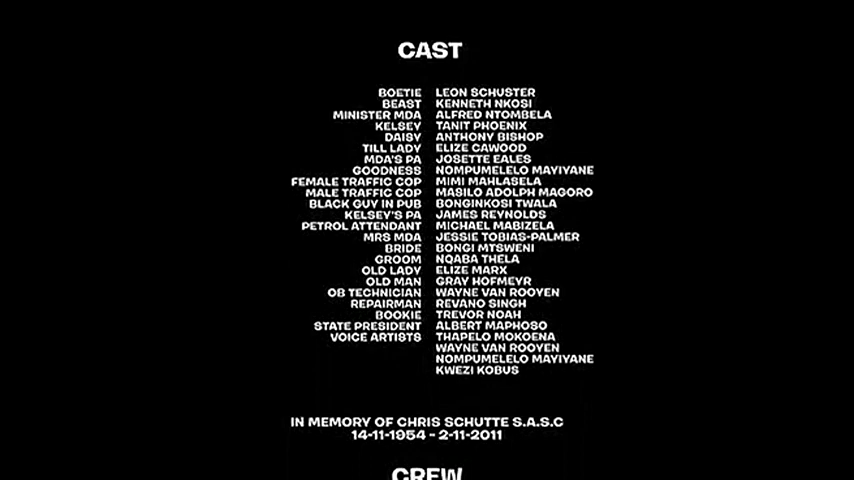 CAST
BOETIE LEON SCHUSTER
BEAST KENNETH NKOSI
MINISTER MDA ALFRED NTOMBELA
KELSEY TANIT PHOENIX
DAISY ANTHONY BISHOP
TILL LADY ELIZE CAWOOD
MDA'S PA JOSETTE EALES
GOODNESS NOMPUMELELO MAYIYANE
FEMALE TRAFFIC COP MIMI MAHLASELA
MALE TRAFFIC COP MASILO ADOLPH MAGORO
BLACK GUY IN PUB BONGINKOSI TWALA
KELSEY'S PA JAMES REYNOLDS
PETROL ATTENDANT MICHAEL MABIZELA
MRS MDA JESSIE TOBIAS-PALMER
BRIDE BONGI MTSWENI
GROOM NQABA THELA
OLD LADY ELIZE MARX
OLD MAN GRAY HOFMEYR
OB TECHNICIAN WAYNE VAN ROOYEN
REPAIRMAN REVANO SINGH
BOOKIE TREVOR NOAH
STATE PRESIDENT ALBERT MAPHOSO
VOICE ARTISTS THAPELO MOKOENA
WAYNE VAN ROOYEN
NOMPUMELELO MAYIYANE
KWEZI KOBUS
IN MEMORY OF CHRIS SCHUTTE S.A.S.C
14-11-1954 - 2-11-2011
CREW